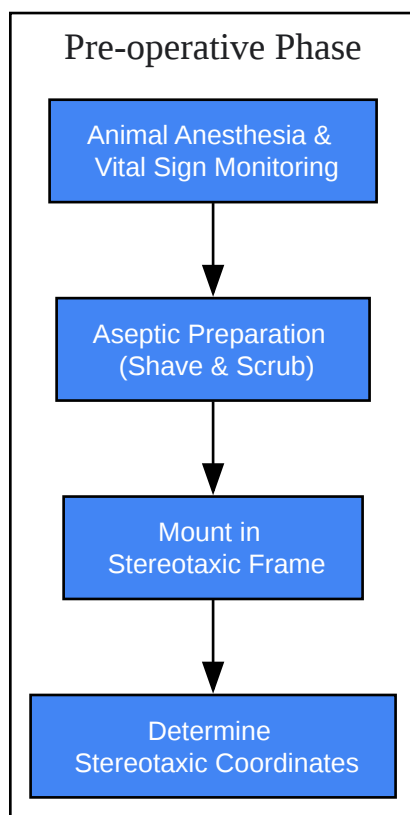 Pre-operative Phase
Animal Anesthesia &
Vital Sign Monitoring
Aseptic Preparation
(Shave & Scrub)
Mount in
Stereotaxic Frame
Determine
Stereotaxic Coordinates